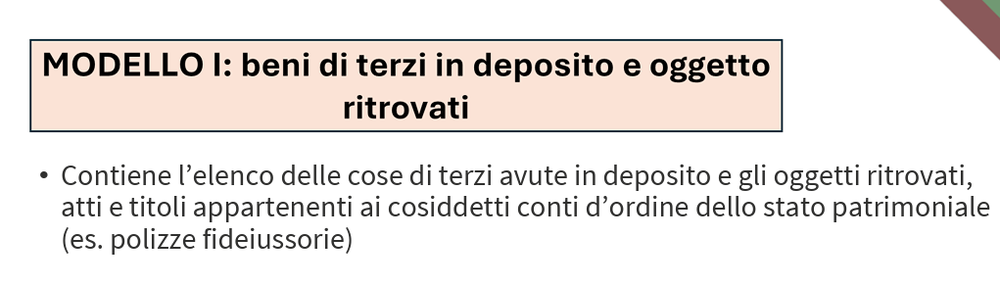 MODELLO I: beni di terzi in deposito e oggetto
ritrovati
• Contiene l’elenco delle cose di terzi avute in deposito e gli oggetti ritrovati,
atti e titoli appartenenti ai cosiddetti conti d’ordine dello stato patrimoniale
(es. polizze fideiussorie)